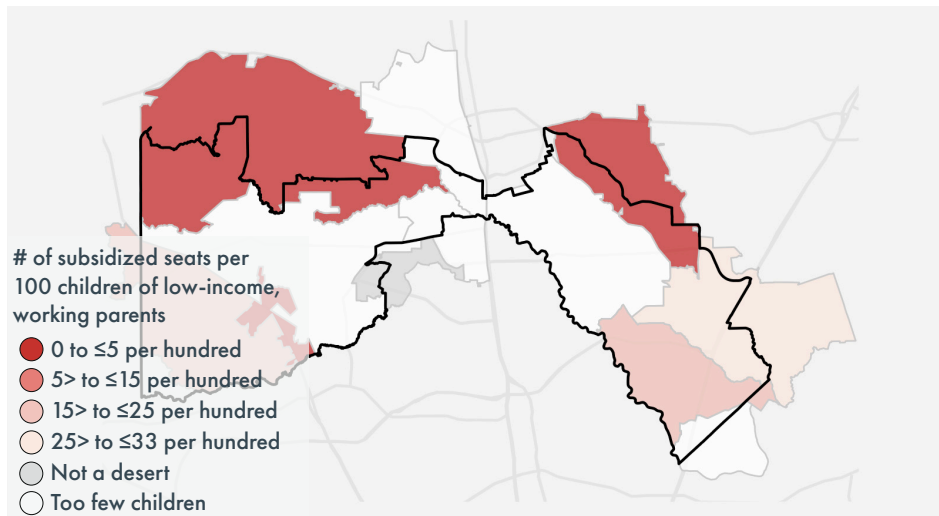 # of subsidized seats per
100 children of low-income,
working parents
0 to ≤5 per hundred
5> to ≤15 per hundred
15> to ≤25 per hundred
25> to ≤33 per hundred
Not a desert
Too few children